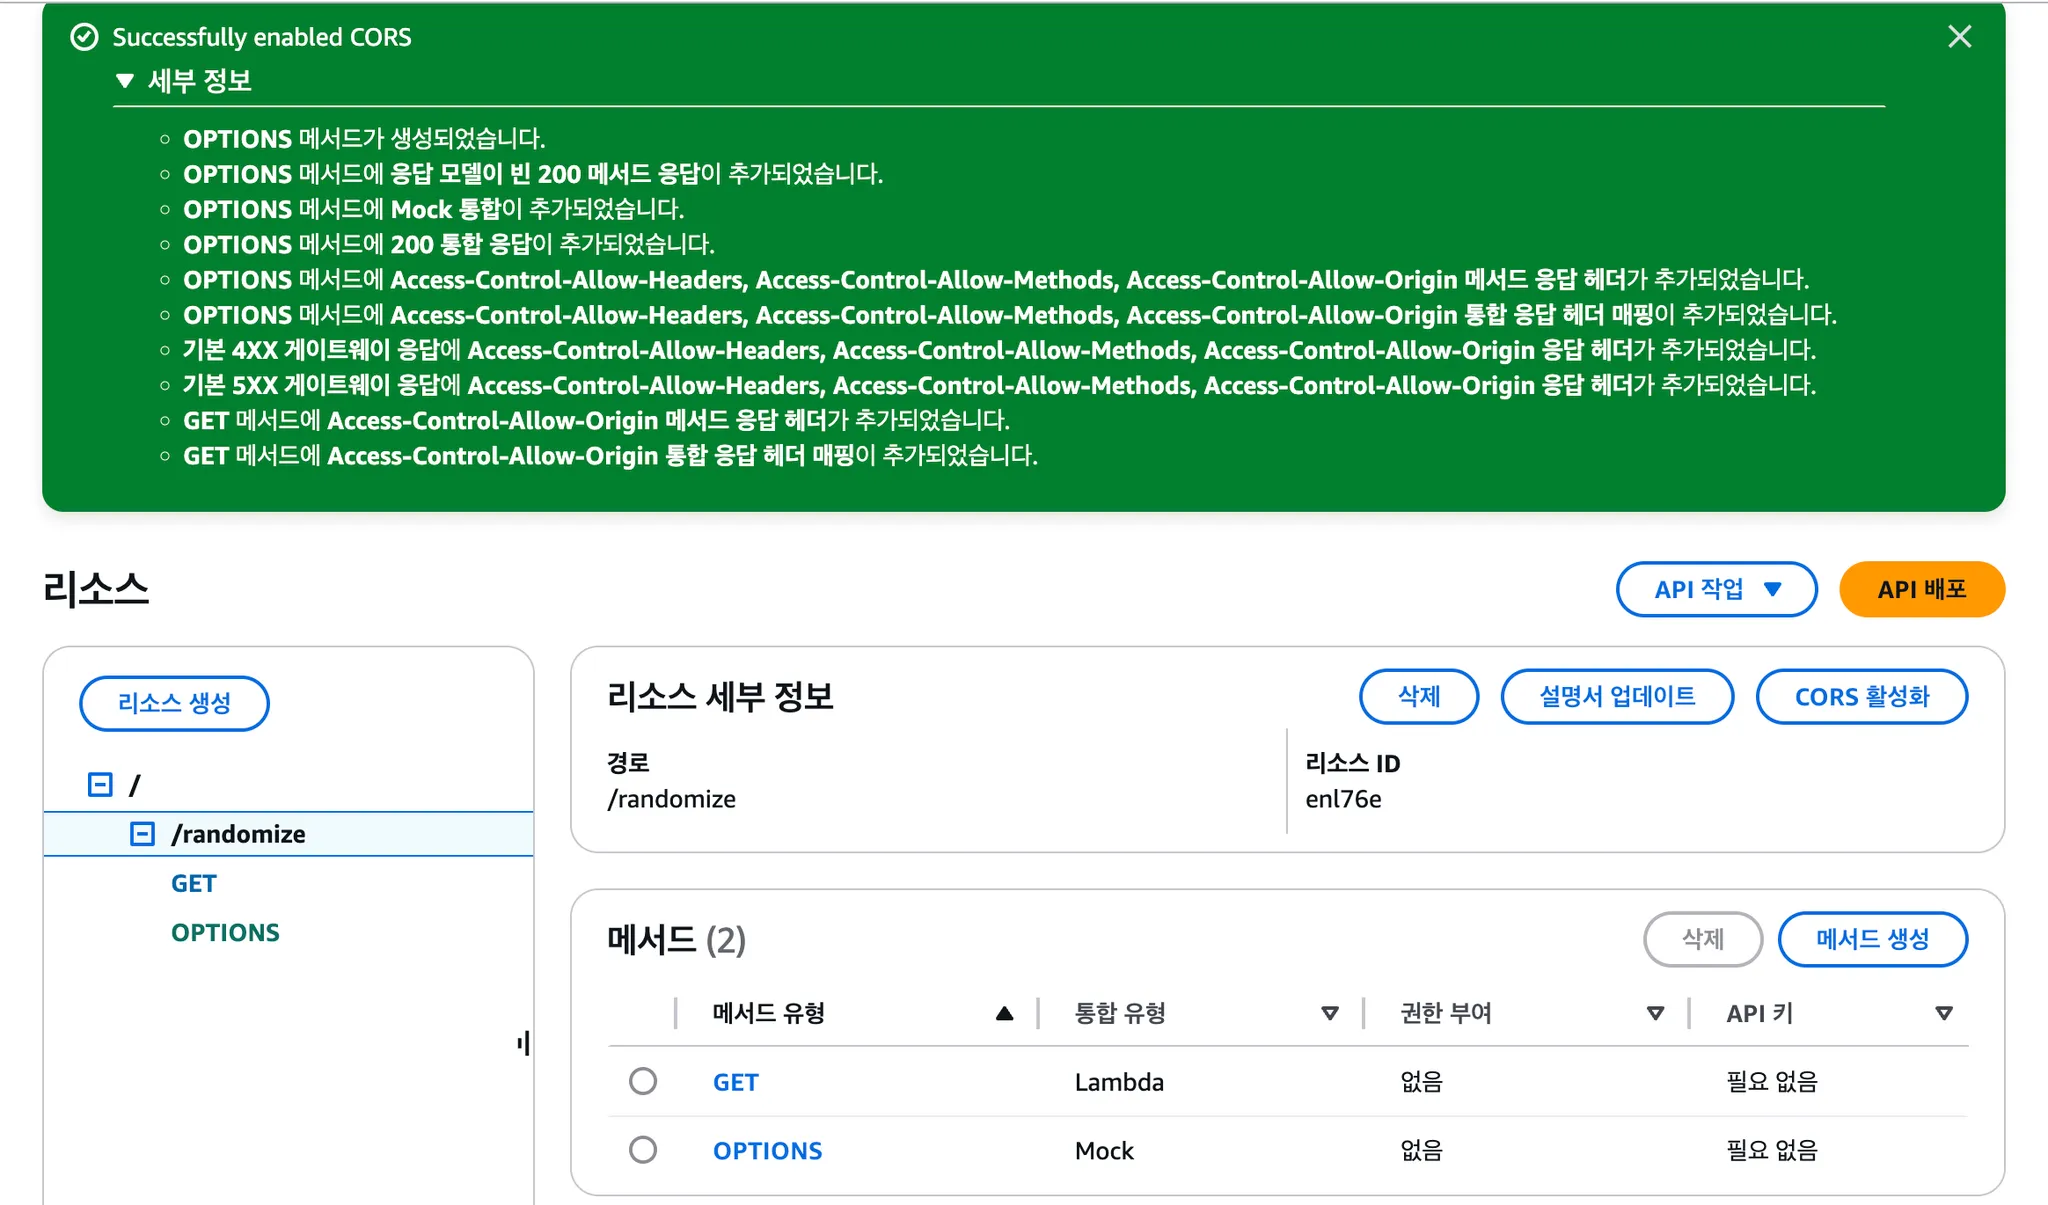 Successfully enabled CORS
세부 정보
OPTIONS 메서드가 생성되었습니다.
OPTIONS 메서드에 응답 모델이 빈 200 메서드 응답이 추가되었습니다.
OPTIONS 메서드에 Mock 통합이 추가되었습니다.
OPTIONS 메서드에 200 통합 응답이 추가되었습니다.
OPTIONS 메서드에 Access-Control-Allow-Headers, Access-Control-Allow-Methods, Access-Control-Allow-Origin 메서드 응답 헤더가 추가되었습니다.
OPTIONS 메서드에 Access-Control-Allow-Headers, Access-Control-Allow-Methods, Access-Control-Allow-Origin 통합 응답 헤더 매핑이 추가되었습니다.
기본 4XX 게이트웨이 응답에 Access-Control-Allow-Headers, Access-Control-Allow-Methods, Access-Control-Allow-Origin 응답 헤더가 추가되었습니다.
기본 5XX 게이트웨이 응답에 Access-Control-Allow-Headers, Access-Control-Allow-Methods, Access-Control-Allow-Origin 응답 헤더가 추가되었습니다.
GET 메서드에 Access-Control-Allow-Origin 메서드 응답 헤더가 추가되었습니다.
GET 메서드에 Access-Control-Allow-Origin 통합 응답 헤더 매핑이 추가되었습니다.
리소스
API 작업
API 배포
리소스 생성
/
/randomize
GET
OPTIONS
리소스 세부 정보
삭제
설명서 업데이트
CORS 활성화
경로
/randomize
리소스 ID
enl76e
메서드 (2)
삭제
메서드 생성
메서드 유형 통합 유형 권한 부여 API 키
GET Lambda 없음 필요 없음
OPTIONS Mock 없음 필요 없음